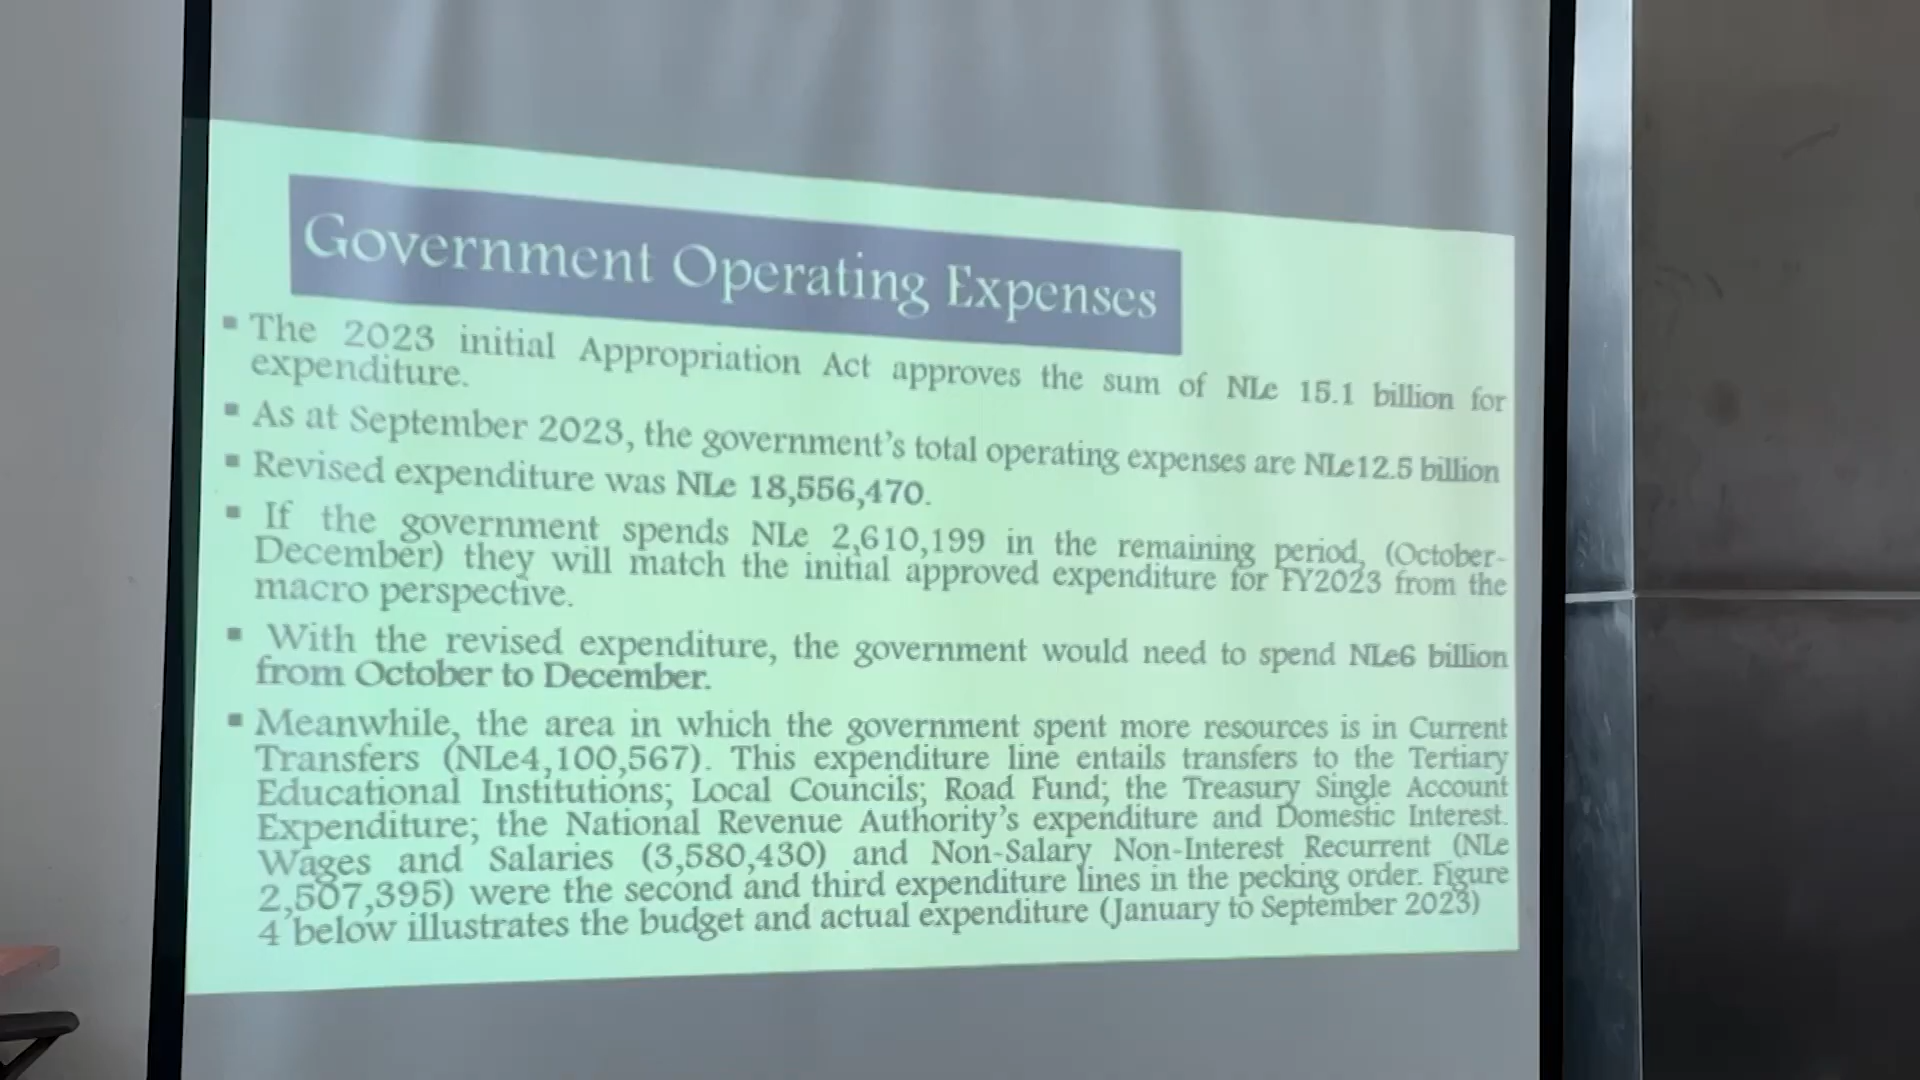 Government Operating Expenses
▪ The 2023 initial Appropriation Act approves the sum of NLe 15.1 billion for
expenditure.
▪ As at September 2023, the government's total operating expenses are NLe12.5 billion
▪ Revised expenditure was NLe 18,556,470.
▪ If the government spends NLe 2,610,199 in the remaining period, (October-
December) they will match the initial approved expenditure for FY2023 from the
macro perspective.
▪ With the revised expenditure, the government would need to spend NLe6 billion
from October to December.
▪ Meanwhile, the area in which the government spent more resources is in Current
Transfers (NLe4,100,567). This expenditure line entails transfers to the Tertiary
Educational Institutions; Local Councils; Road Fund; the Treasury Single Account
Expenditure; the National Revenue Authority's expenditure and Domestic Interest.
Wages and Salaries (3,580,430) and Non-Salary Non-Interest Recurrent (NLe
2,507,395) were the second and third expenditure lines in the pecking order. Figure
4 below illustrates the budget and actual expenditure (January to September 2023)